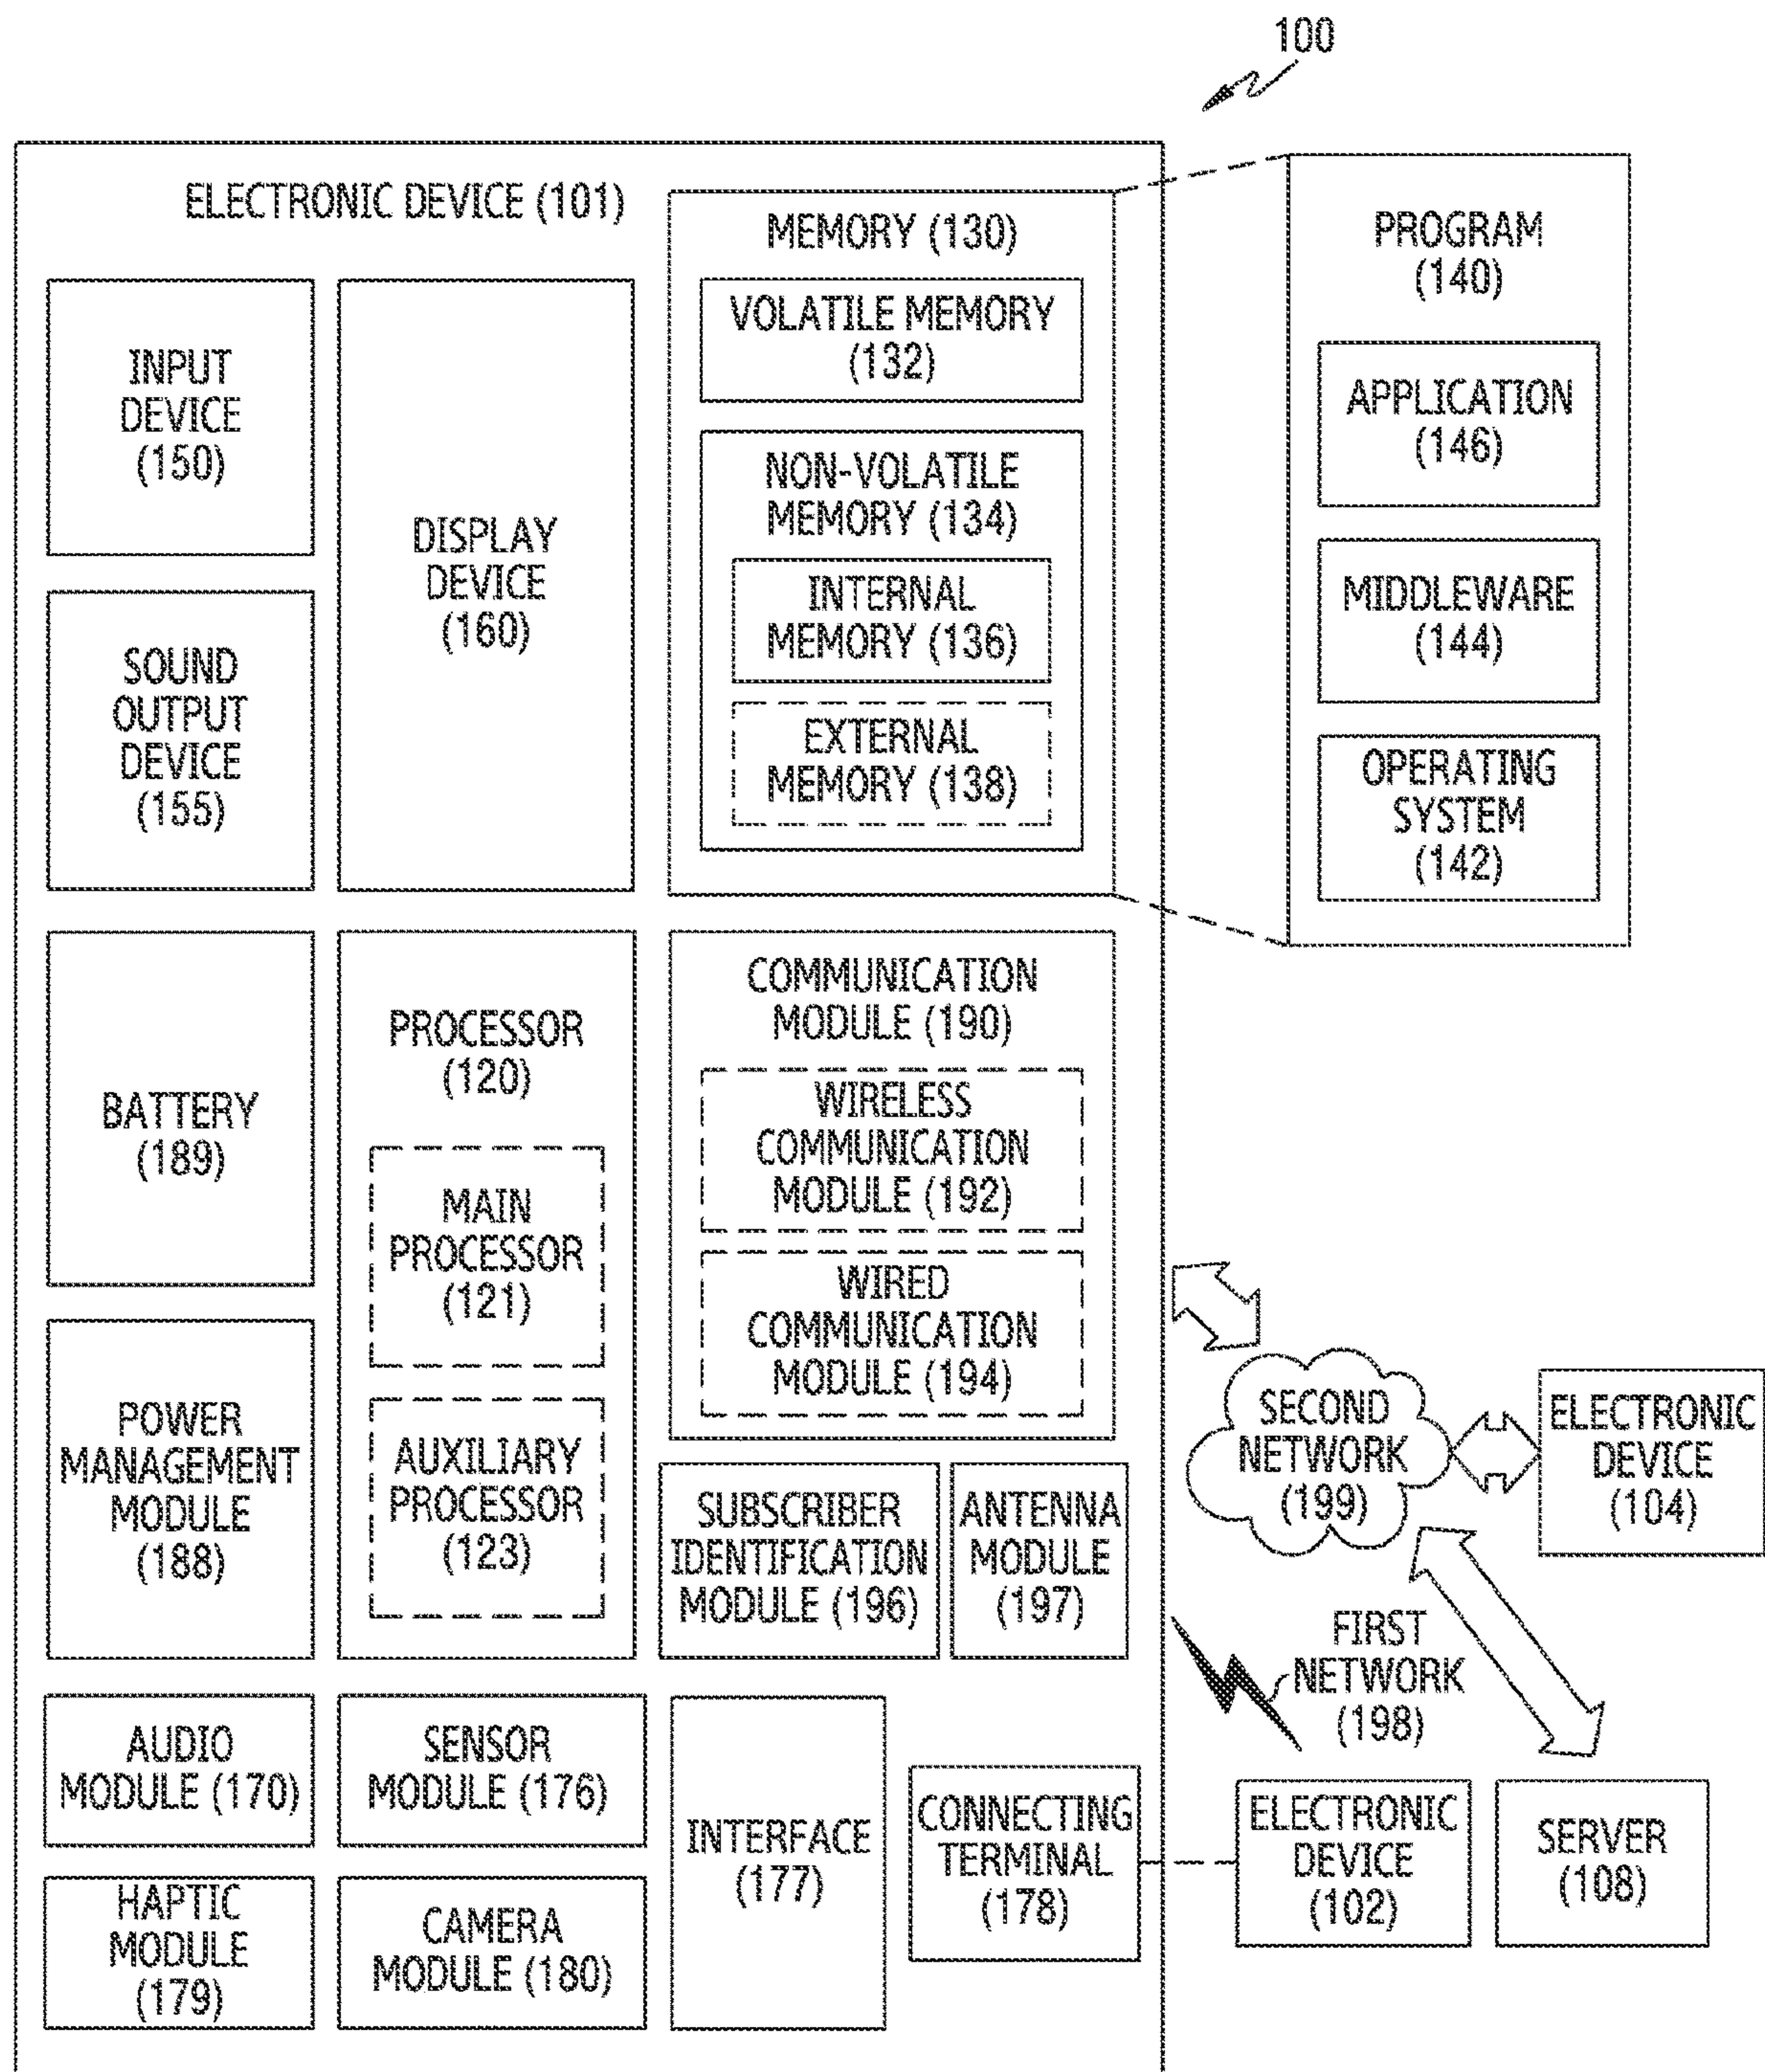 100
ELECTRONIC DEVICE (101)
INPUT
DEVICE
(150)
SOUND
OUTPUT
DEVICE
(155)
DISPLAY
DEVICE
(160)
MEMORY (130)
VOLATILE MEMORY
(132)
NON-VOLATILE
MEMORY (134)
INTERNAL
MEMORY (136)
EXTERNAL
MEMORY (138)
PROGRAM
(140)
APPLICATION
(146)
MIDDLEWARE
(144)
OPERATING
SYSTEM
(142)
BATTERY
(189)
POWER
MANAGEMENT
MODULE
(188)
PROCESSOR
(120)
MAIN
PROCESSOR
(121)
AUXILIARY
PROCESSOR
(123)
COMMUNICATION
MODULE (190)
WIRELESS
COMMUNICATION
MODULE (192)
WIRED
COMMUNICATION
MODULE (194)
SUBSCRIBER
IDENTIFICATION
MODULE (196)
ANTENNA
MODULE
(197)
SECOND
NETWORK
(199)
ELECTRONIC
DEVICE
(104)
FIRST
NETWORK
(198)
AUDIO
MODULE (170)
SENSOR
MODULE (176)
HAPTIC
MODULE
(179)
CAMERA
MODULE (180)
INTERFACE
(177)
CONNECTING
TERMINAL
(178)
ELECTRONIC
DEVICE
(102)
SERVER
(108)